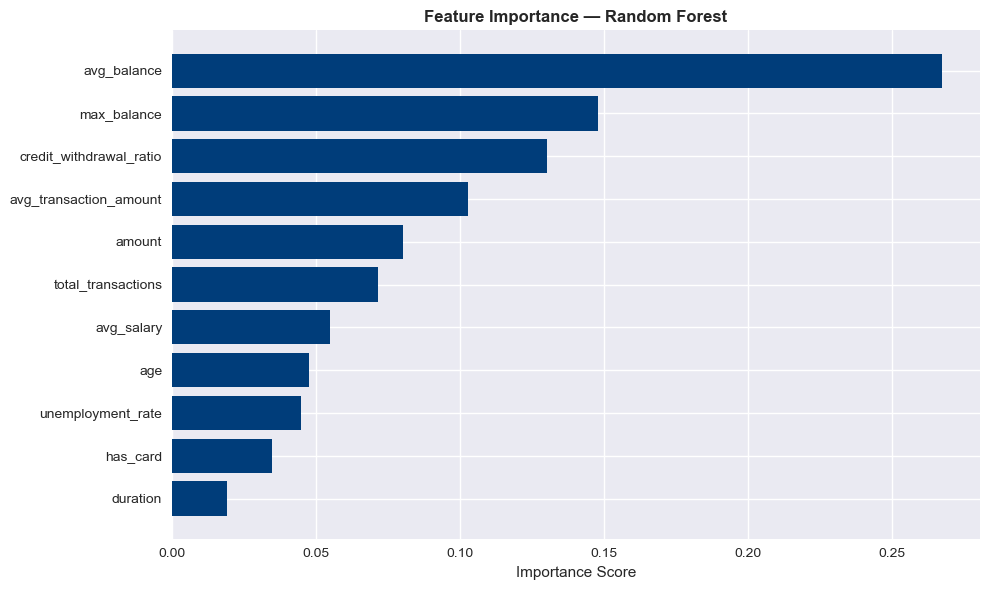 Feature Importance — Random Forest
avg_balance
max_balance
credit_withdrawal_ratio
avg_transaction_amount
amount
total_transactions
avg_salary
age
unemployment_rate
has_card
duration
0.00 0.05 0.10 0.15 0.20 0.25
Importance Score